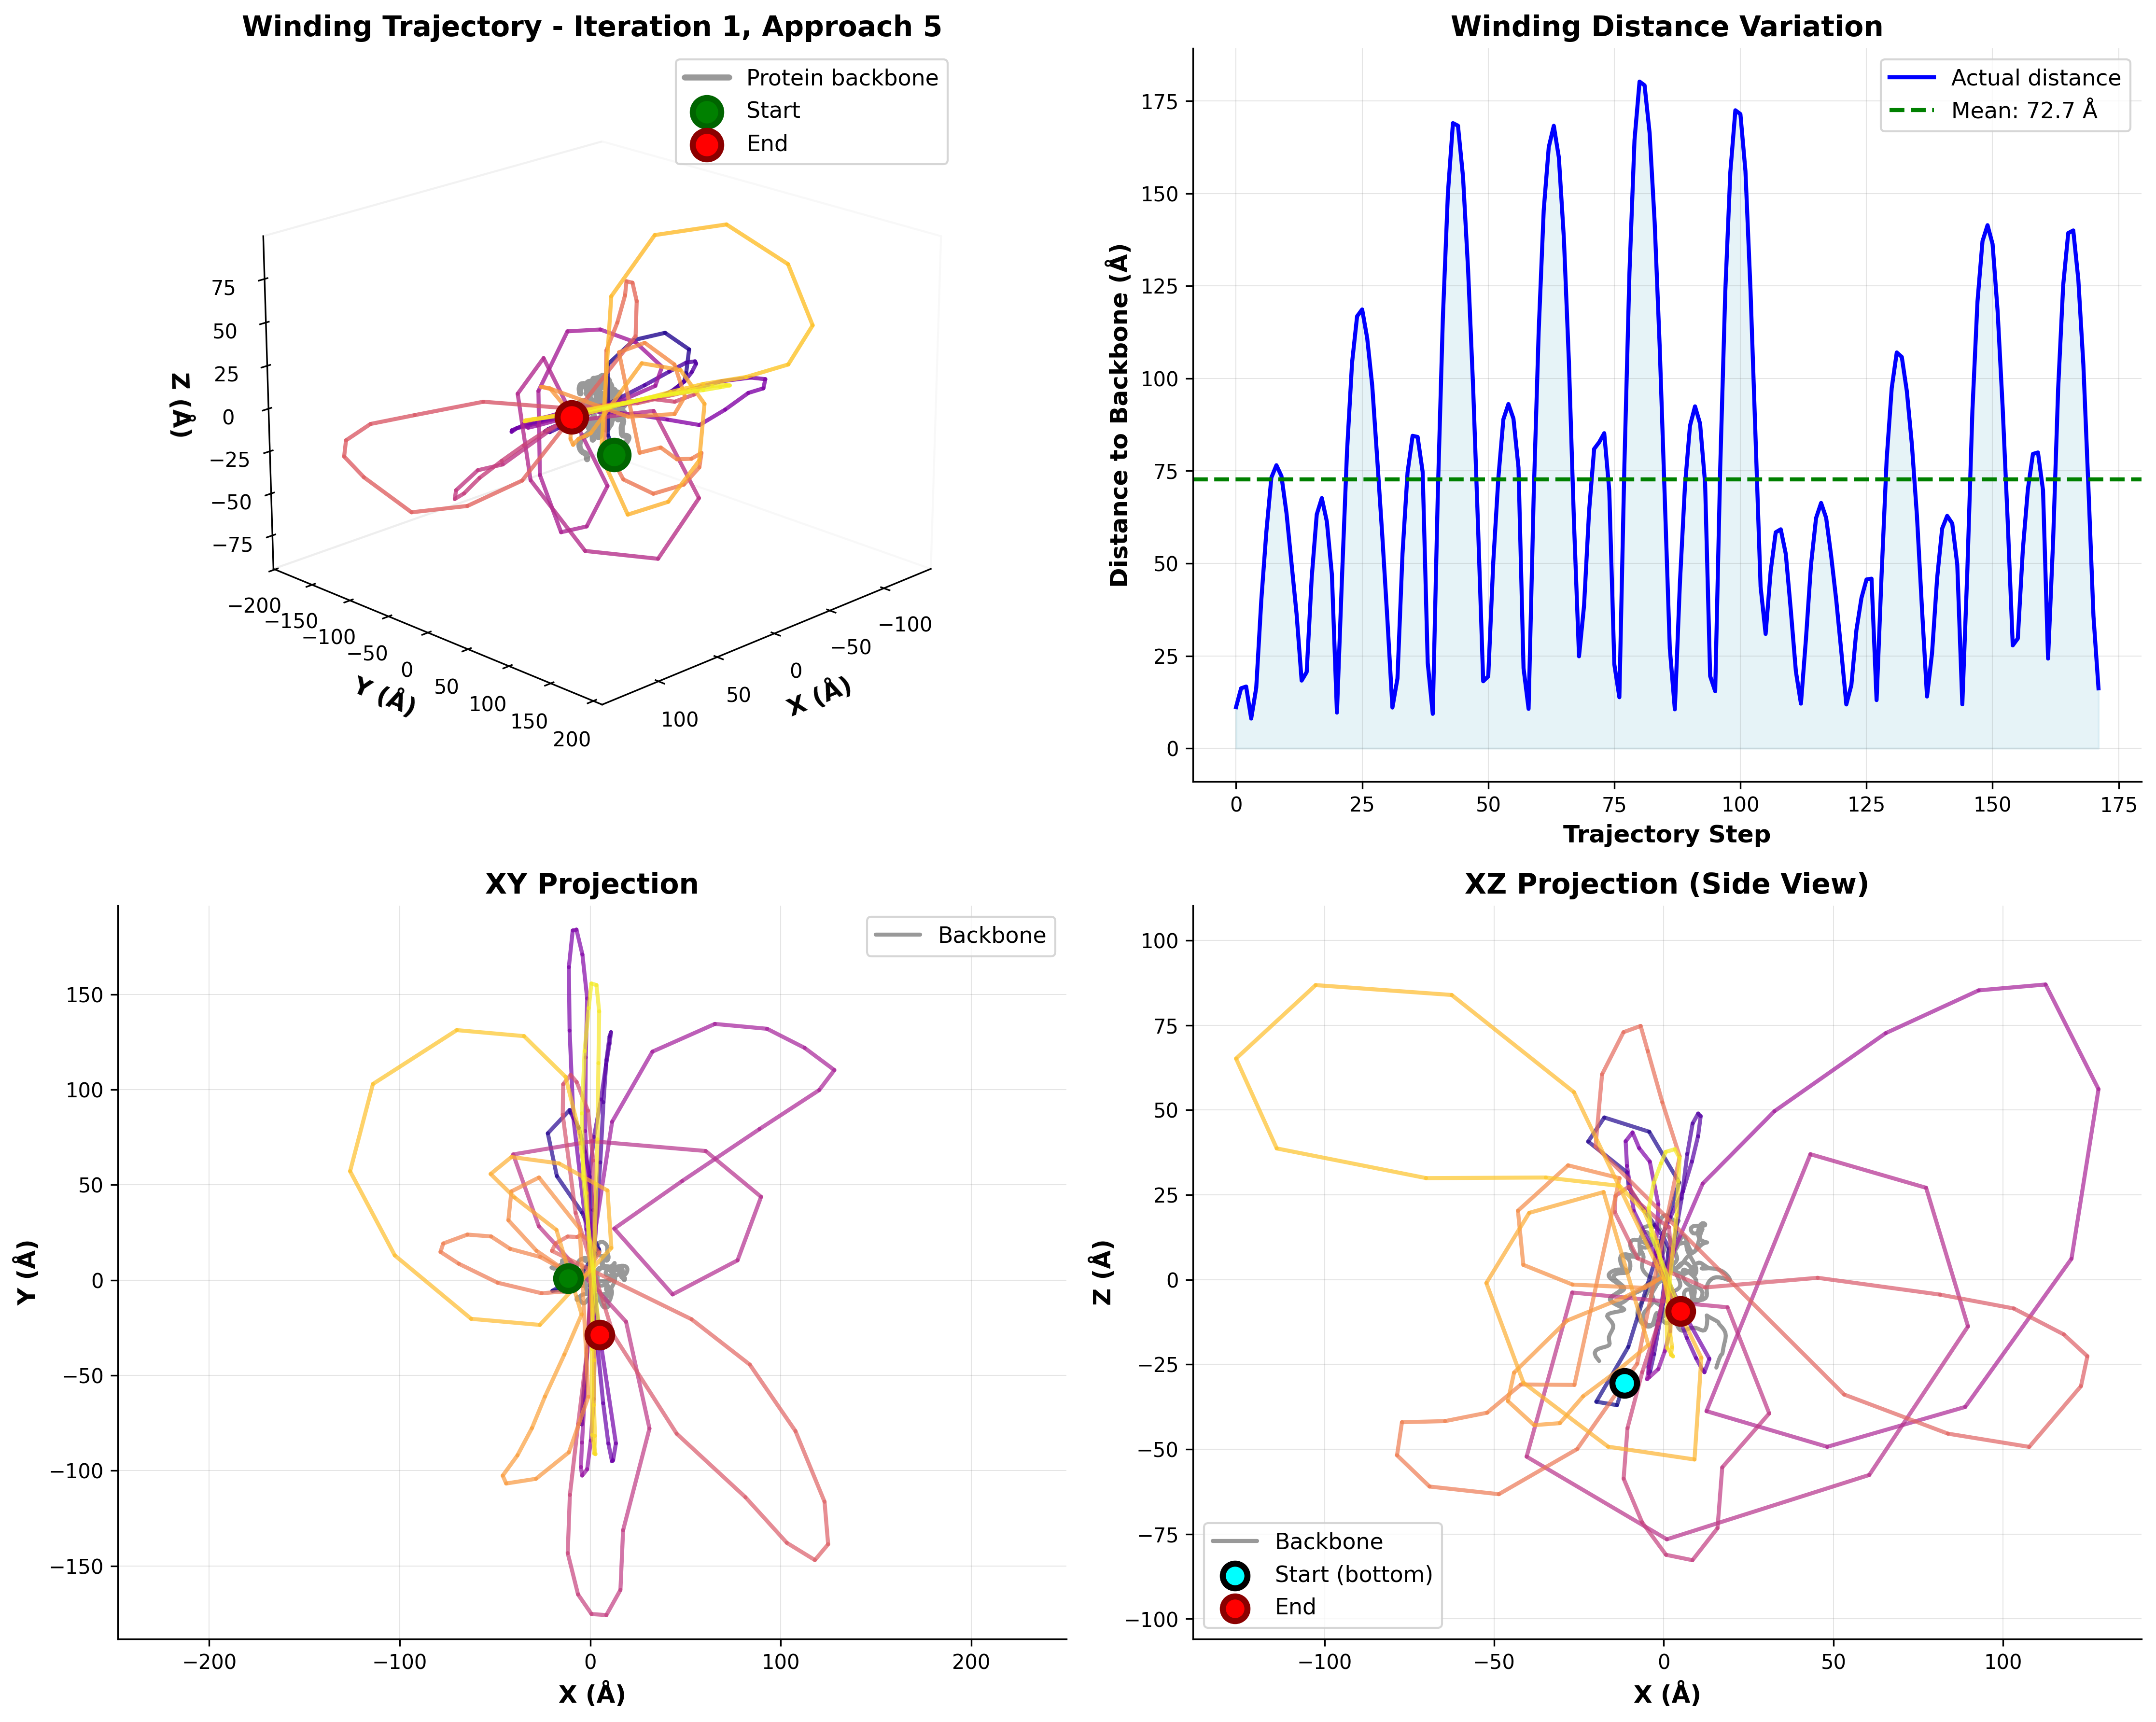 Winding Trajectory - Iteration 1, Approach 5
Protein backbone
Start
End
75
50
25
0
−25
−50
−75
Z (Å)
−200
−150
−100
−50
0
50
100
150
200
Y (Å)
−100
−50
0
50
100
X (Å)
Winding Distance Variation
Actual distance
Mean: 72.7 Å
175
150
125
100
75
50
25
0
Distance to Backbone (Å)
0 25 50 75 100 125 150 175
Trajectory Step
XY Projection
Backbone
150
100
50
0
−50
−100
−150
Y (Å)
−200 −100 0 100 200
X (Å)
XZ Projection (Side View)
100
75
50
25
0
−25
−50
−75
−100
Z (Å)
Backbone
Start (bottom)
End
−100 −50 0 50 100
X (Å)